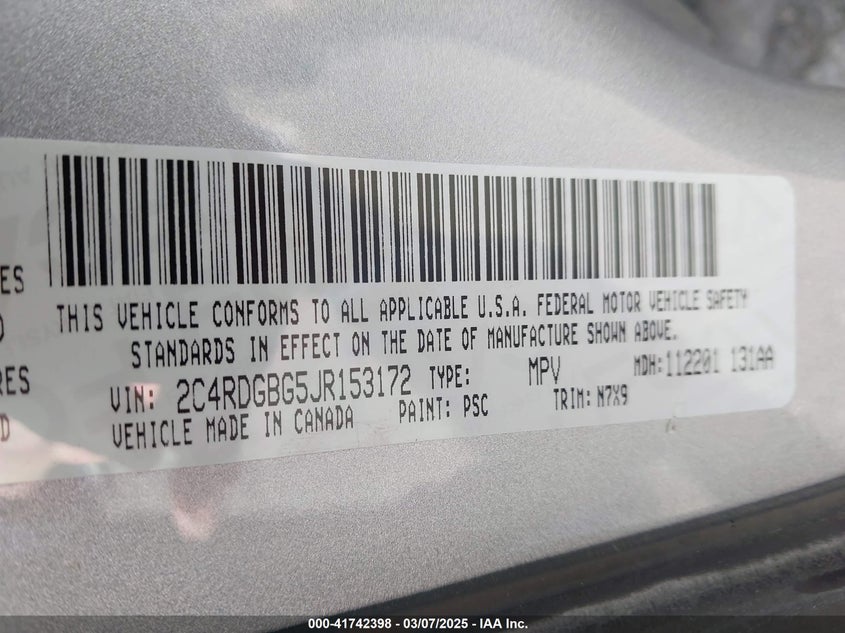 ES
THIS VEHICLE CONFORMS TO ALL APPLICABLE U.S.A. FEDERAL MOTOR VEHICLE SAFETY
D
STANDARDS IN EFFECT ON THE DATE OF MANUFACTURE SHOWN ABOVE.
RES
VIN: 2C4RDGBG5JR153172 TYPE: MPV MDH: 112201 131AA
D
VEHICLE MADE IN CANADA PAINT: PSC TRIM: N7X9
000-41742398 - 03/07/2025 - IAA Inc.